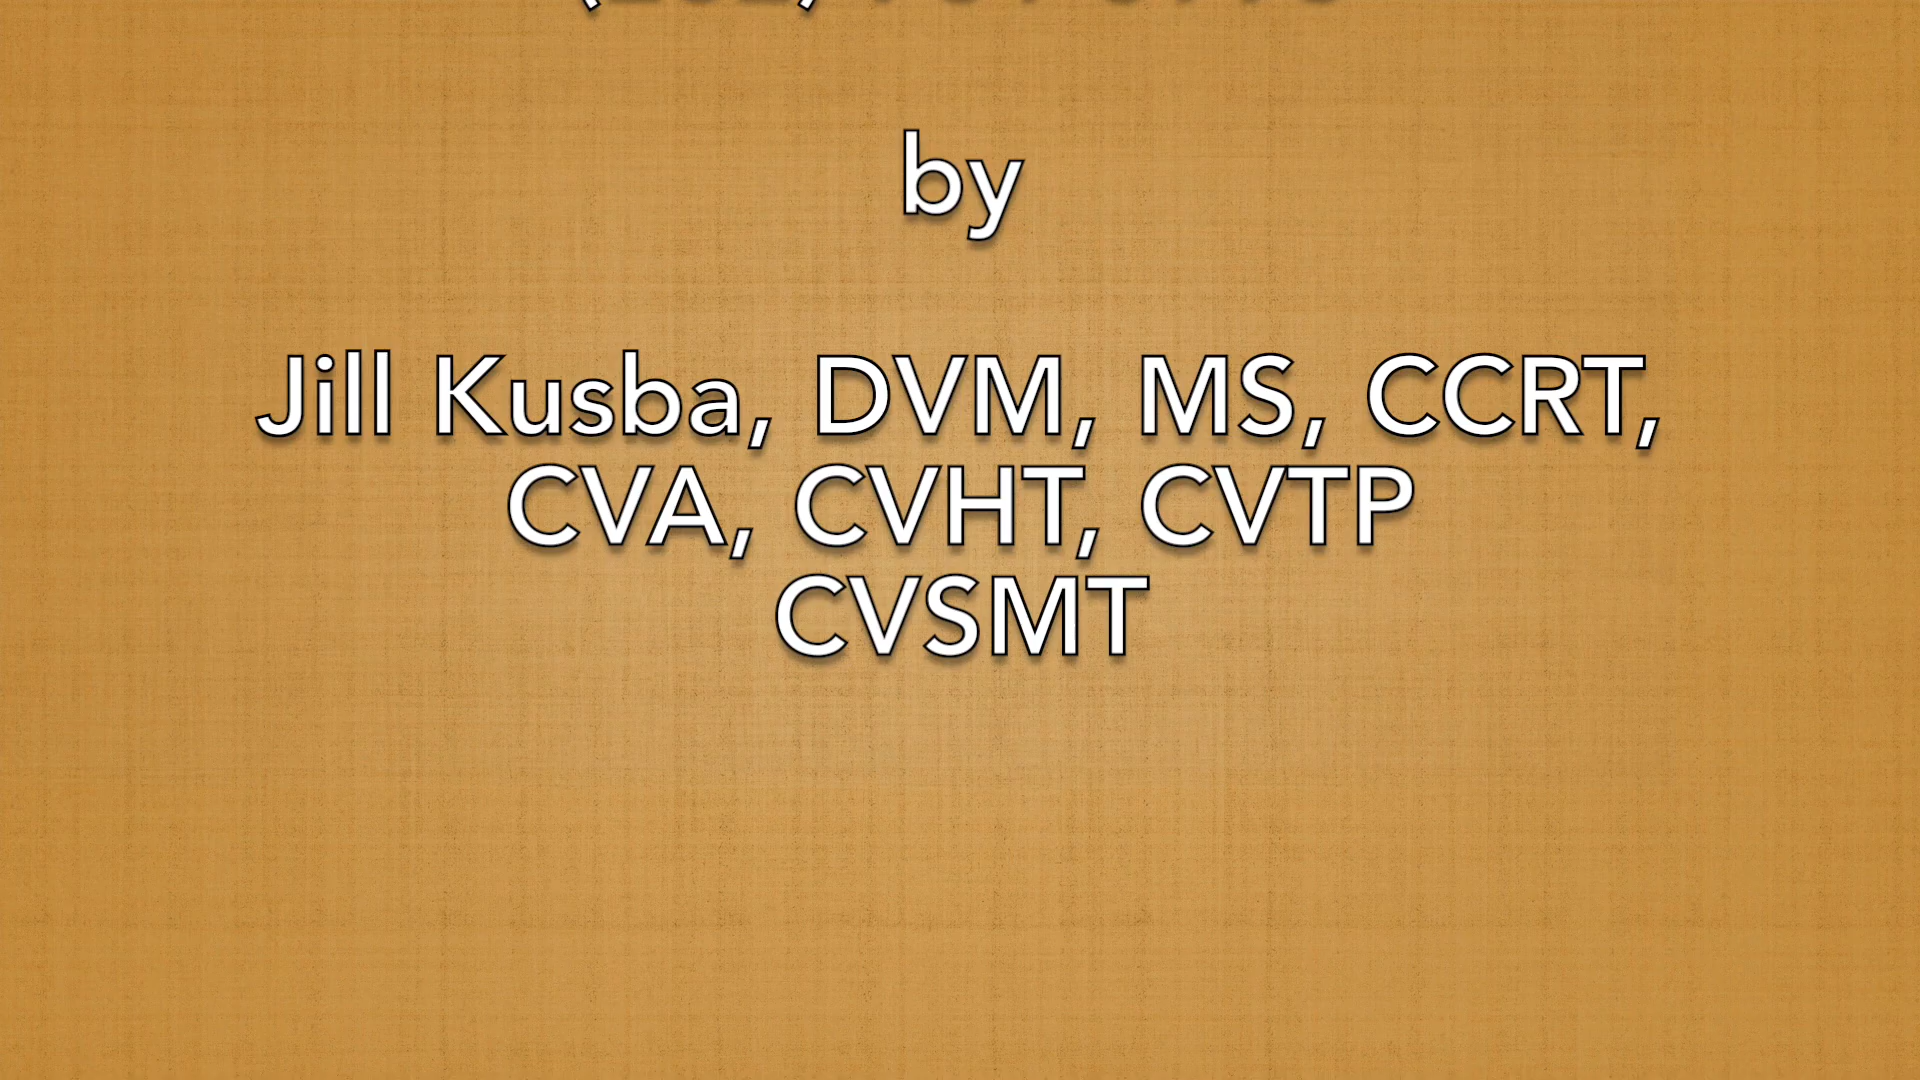 by
Jill Kusba, DVM, MS, CCRT,
CVA, CVHT, CVTP
CVSMT